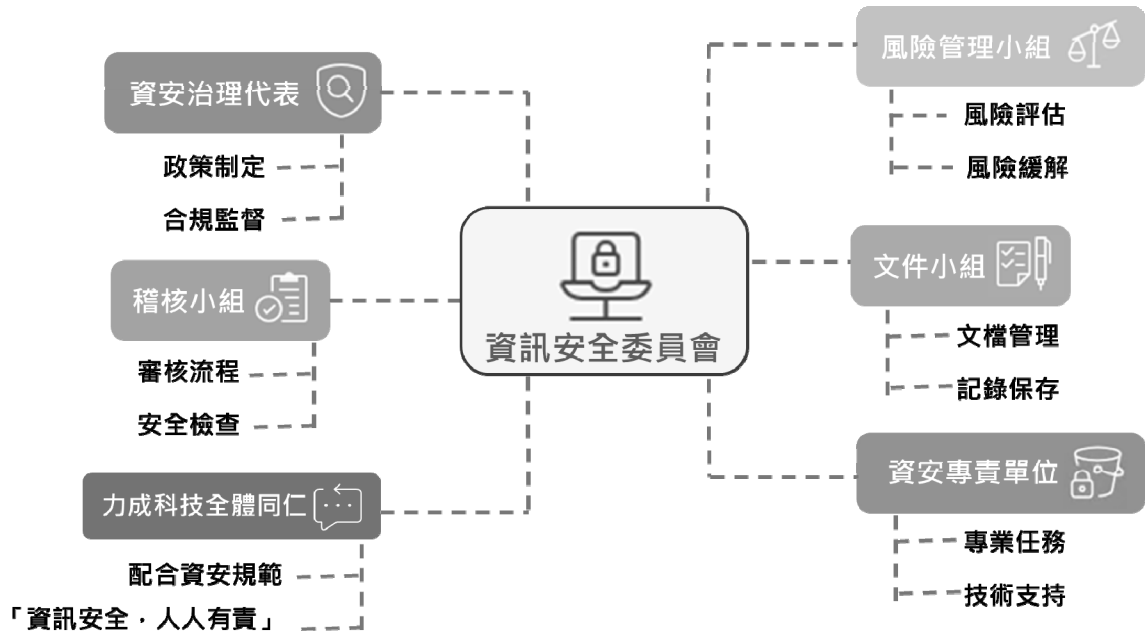 資安治理代表
政策制定
合規監督
稽核小組
審核流程
安全檢查
力成科技全體同仁
配合資安規範
「資訊安全．人人有責」
資訊安全委員會
風險管理小組
風險評估
風險緩解
文件小組
文檔管理
記錄保存
資安專責單位
專業任務
技術支持